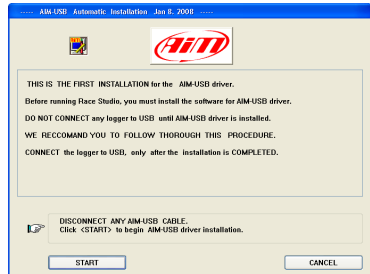 ----- AIM-USB Automatic Installation Jan 8. 2008 -----
AiM
THIS IS THE FIRST INSTALLATION for the AIM-USB driver.
Before running Race Studio, you must install the software for AIM-USB driver.
DO NOT CONNECT any logger to USB until AIM-USB driver is installed.
WE RECCOMAND YOU TO FOLLOW THOROUGH THIS PROCEDURE.
CONNECT the logger to USB, only after the installation is COMPLETED.
DISCONNECT ANY AIM-USB CABLE.
Click <START> to begin AIM-USB driver installation.
START
CANCEL